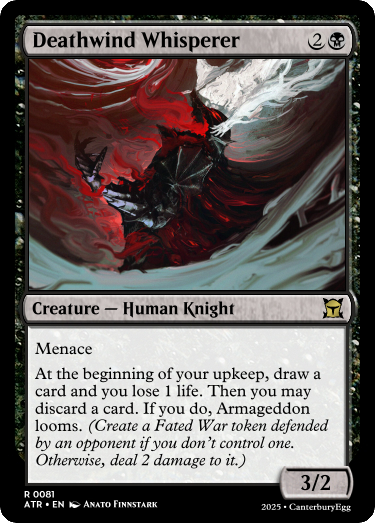 Deathwind Whisperer 2
Creature — Human Knight
Menace
At the beginning of your upkeep, draw a
card and you lose 1 life. Then you may
discard a card. If you do, Armageddon
looms. (Create a Fated War token defended
by an opponent if you don't control one.
Otherwise, deal 2 damage to it.)
3/2
R 0081
ATR • EN Anato Finnstark
2025 • CanterburyEgg